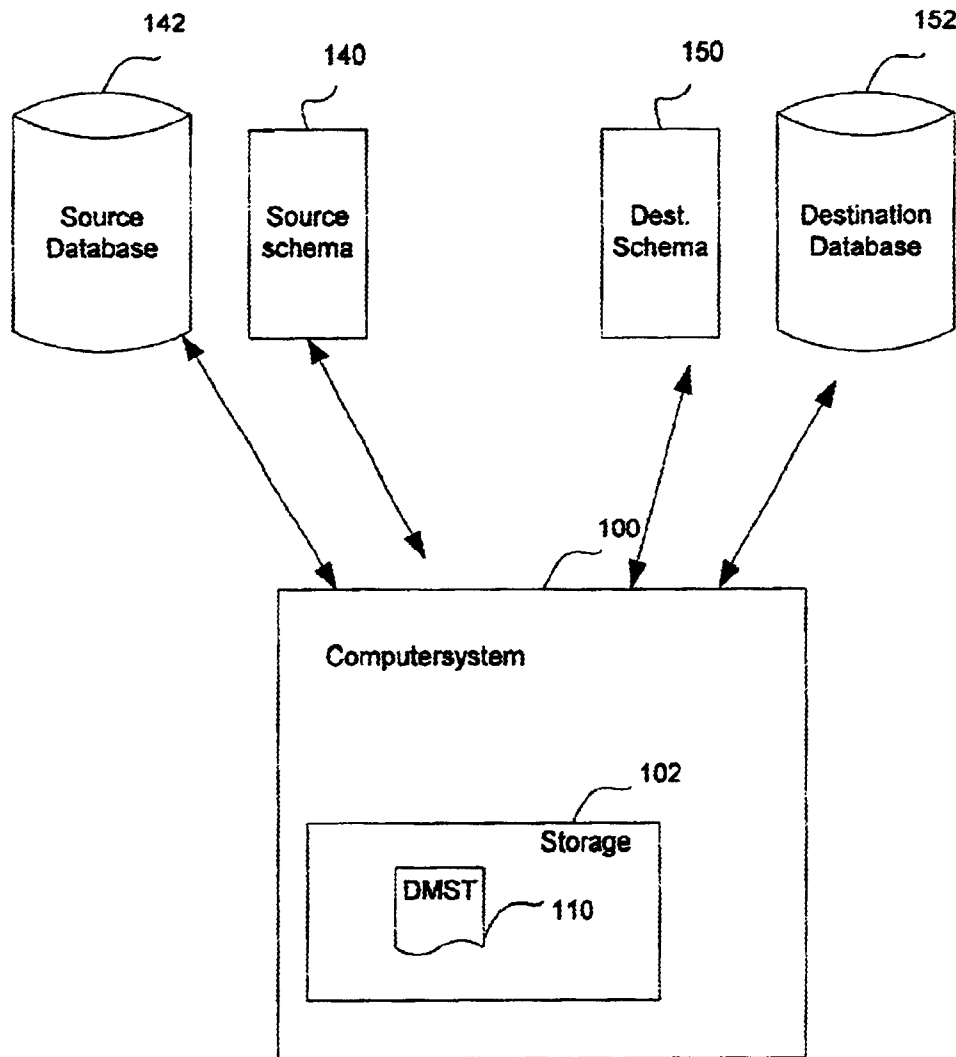 142
140
150
152
Source
Database
Source
schema
Dest.
Schema
Destination
Database
100
Computersystem
102
Storage
DMST
110